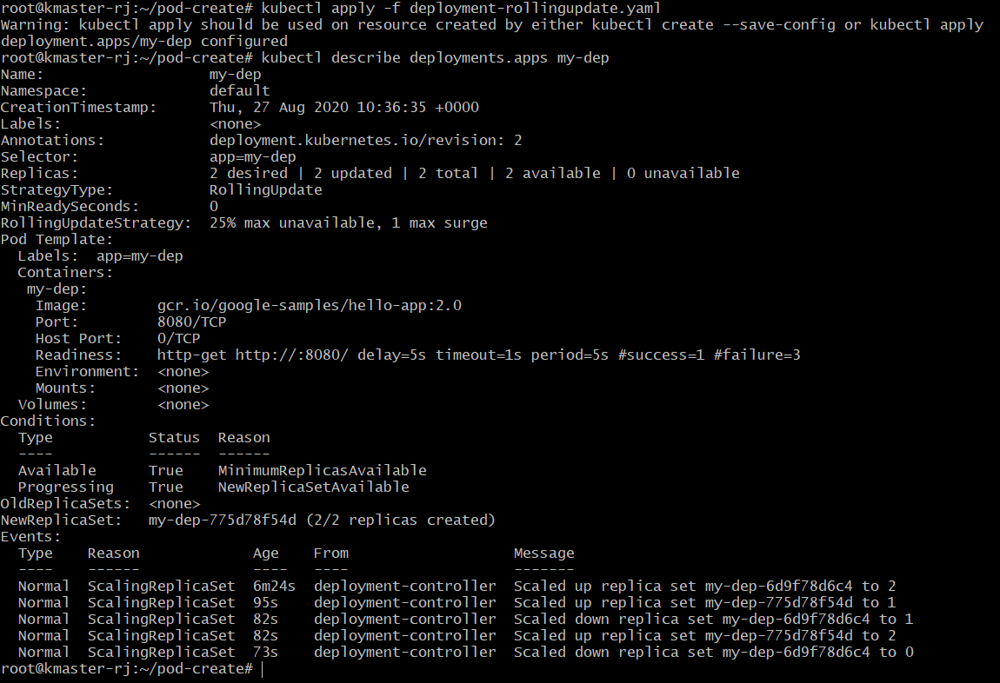 root@kmaster-rj:~/pod-create# kubectl apply -f deployment-rollingupdate.yaml
Warning: kubectl apply should be used on resource created by either kubectl create --save-config or kubectl apply
deployment.apps/my-dep configured
root@kmaster-rj:~/pod-create# kubectl describe deployments.apps my-dep
Name:                   my-dep
Namespace:              default
CreationTimestamp:      Thu, 27 Aug 2020 10:36:35 +0000
Labels:                 <none>
Annotations:            deployment.kubernetes.io/revision: 2
Selector:               app=my-dep
Replicas:               2 desired | 2 updated | 2 total | 2 available | 0 unavailable
StrategyType:           RollingUpdate
MinReadySeconds:        0
RollingUpdateStrategy:  25% max unavailable, 1 max surge
Pod Template:
  Labels:  app=my-dep
  Containers:
   my-dep:
    Image:        gcr.io/google-samples/hello-app:2.0
    Port:         8080/TCP
    Host Port:    0/TCP
    Readiness:    http-get http://:8080/ delay=5s timeout=1s period=5s #success=1 #failure=3
    Environment:  <none>
    Mounts:       <none>
  Volumes:        <none>
Conditions:
  Type           Status  Reason
  ----           ------  ------
  Available      True    MinimumReplicasAvailable
  Progressing    True    NewReplicaSetAvailable
OldReplicaSets:  <none>
NewReplicaSet:   my-dep-775d78f54d (2/2 replicas created)
Events:
  Type    Reason             Age    From                   Message
  ----    ------             ----   ----                   -------
  Normal  ScalingReplicaSet  6m24s  deployment-controller  Scaled up replica set my-dep-6d9f78d6c4 to 2
  Normal  ScalingReplicaSet  95s    deployment-controller  Scaled up replica set my-dep-775d78f54d to 1
  Normal  ScalingReplicaSet  82s    deployment-controller  Scaled down replica set my-dep-6d9f78d6c4 to 1
  Normal  ScalingReplicaSet  82s    deployment-controller  Scaled up replica set my-dep-775d78f54d to 2
  Normal  ScalingReplicaSet  73s    deployment-controller  Scaled down replica set my-dep-6d9f78d6c4 to 0
root@kmaster-rj:~/pod-create#